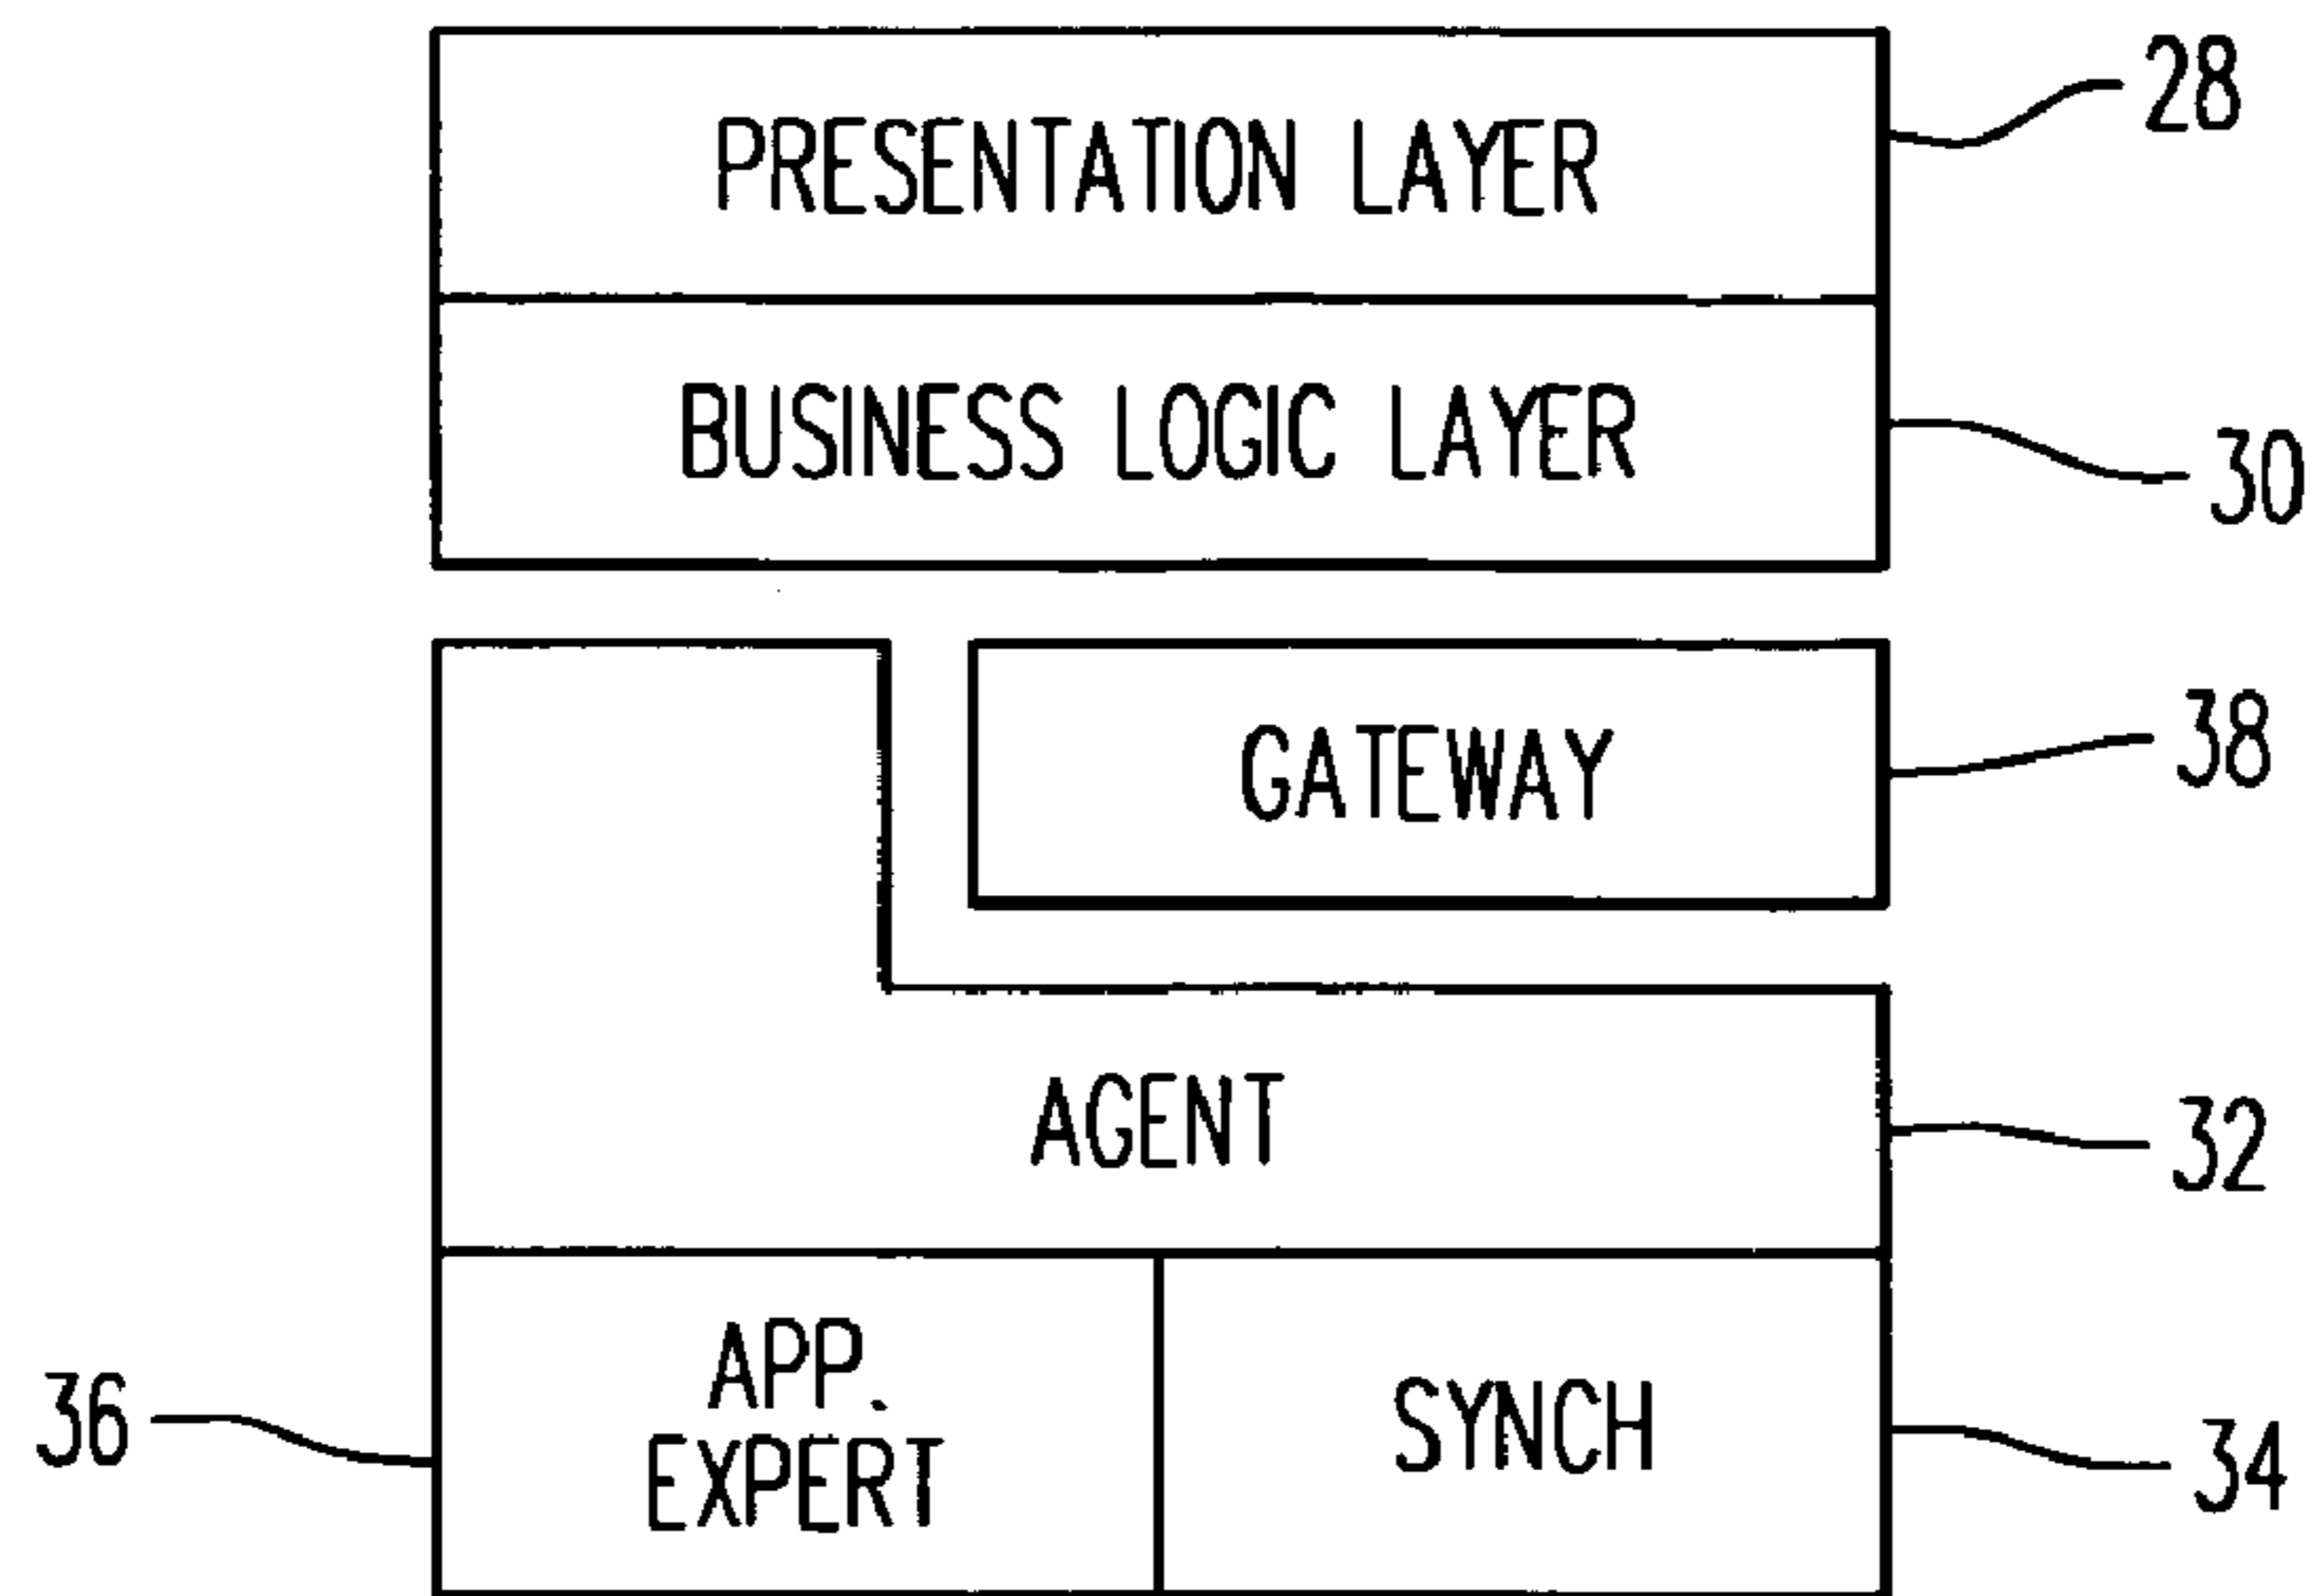 PRESENTATION LAYER
28
BUSINESS LOGIC LAYER
30
GATEWAY
38
AGENT
32
APP.
EXPERT
36
SYNCH
34